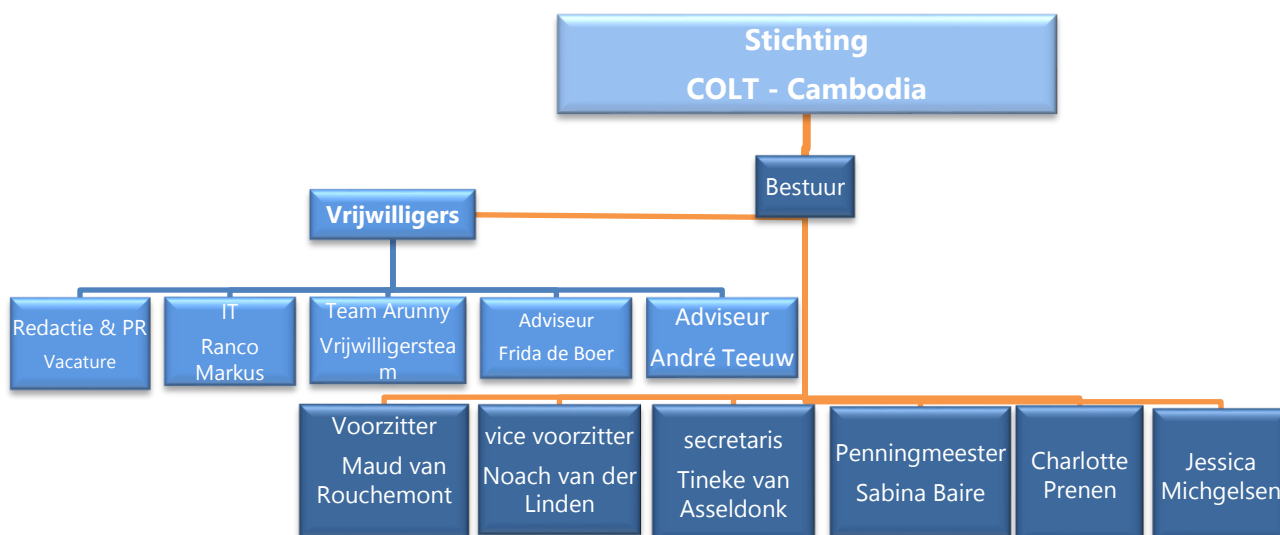 Stichting
COLT - Cambodia
Bestuur
Vrijwilligers
Redactie & PR
Vacature
IT
Ranco
Markus
Team Arunny
Vrijwilligerstea
m
Adviseur
Frida de Boer
Adviseur
André Teeuw
Voorzitter
Maud van
Rouchemont
vice voorzitter
Noach van der
Linden
secretaris
Tineke van
Asseldonk
Penningmeester
Sabina Baire
Charlotte
Prenen
Jessica
Michgelsen